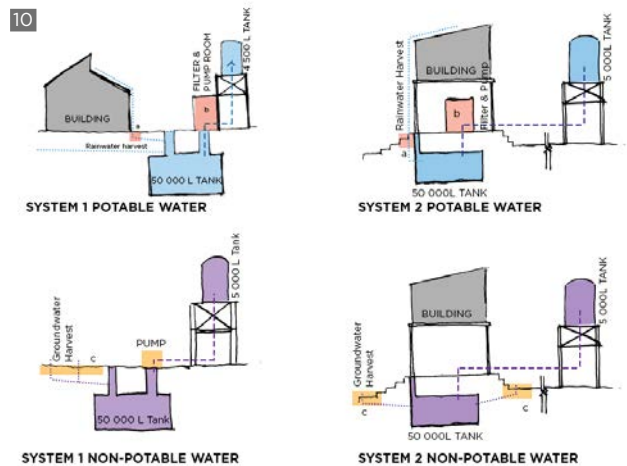 10
BUILDING
a
Rainwater harvest
FILTER &
PUMP ROOM
b
4 500 L TANK
50 000 L TANK
SYSTEM 1 POTABLE WATER
BUILDING
Rainwater Harvest
a
b
Filter & Pump
5 000L TANK
50 000L TANK
SYSTEM 2 POTABLE WATER
Groundwater
Harvest
c
PUMP
5 000 L Tank
50 000 L Tank
SYSTEM 1 NON-POTABLE WATER
BUILDING
Groundwater
Harvest
c
c
5 000L TANK
50 000L TANK
SYSTEM 2 NON-POTABLE WATER